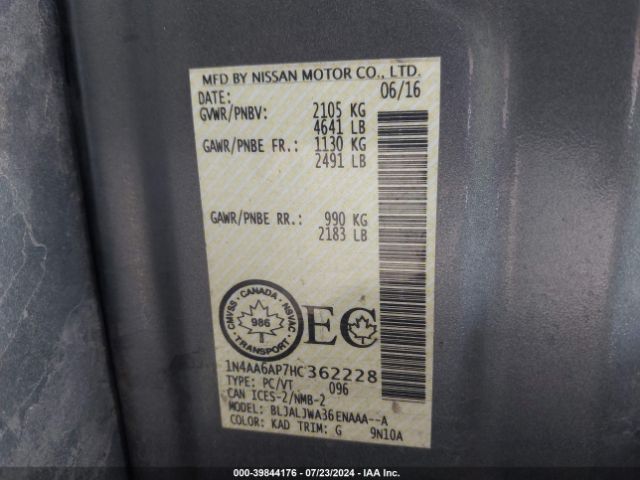 MFD BY NISSAN MOTOR CO., LTD.
DATE: 06/16
GVWR/PNBV: 2105 KG
4641 LB
GAWR/PNBE FR.: 1130 KG
2491 LB
GAWR/PNBE RR.: 990 KG
2183 LB
CANADA
CMVSS NSVAC
986
TRANSPORT
EC
1N4AA6AP7HC362228
TYPE: PC/VT 096
CAN ICES-2/NMB-2
MODEL: BLJALJWA36ENAAA--A
COLOR: KAD TRIM: G 9N10A
000-39844176 - 07/23/2024 - IAA Inc.